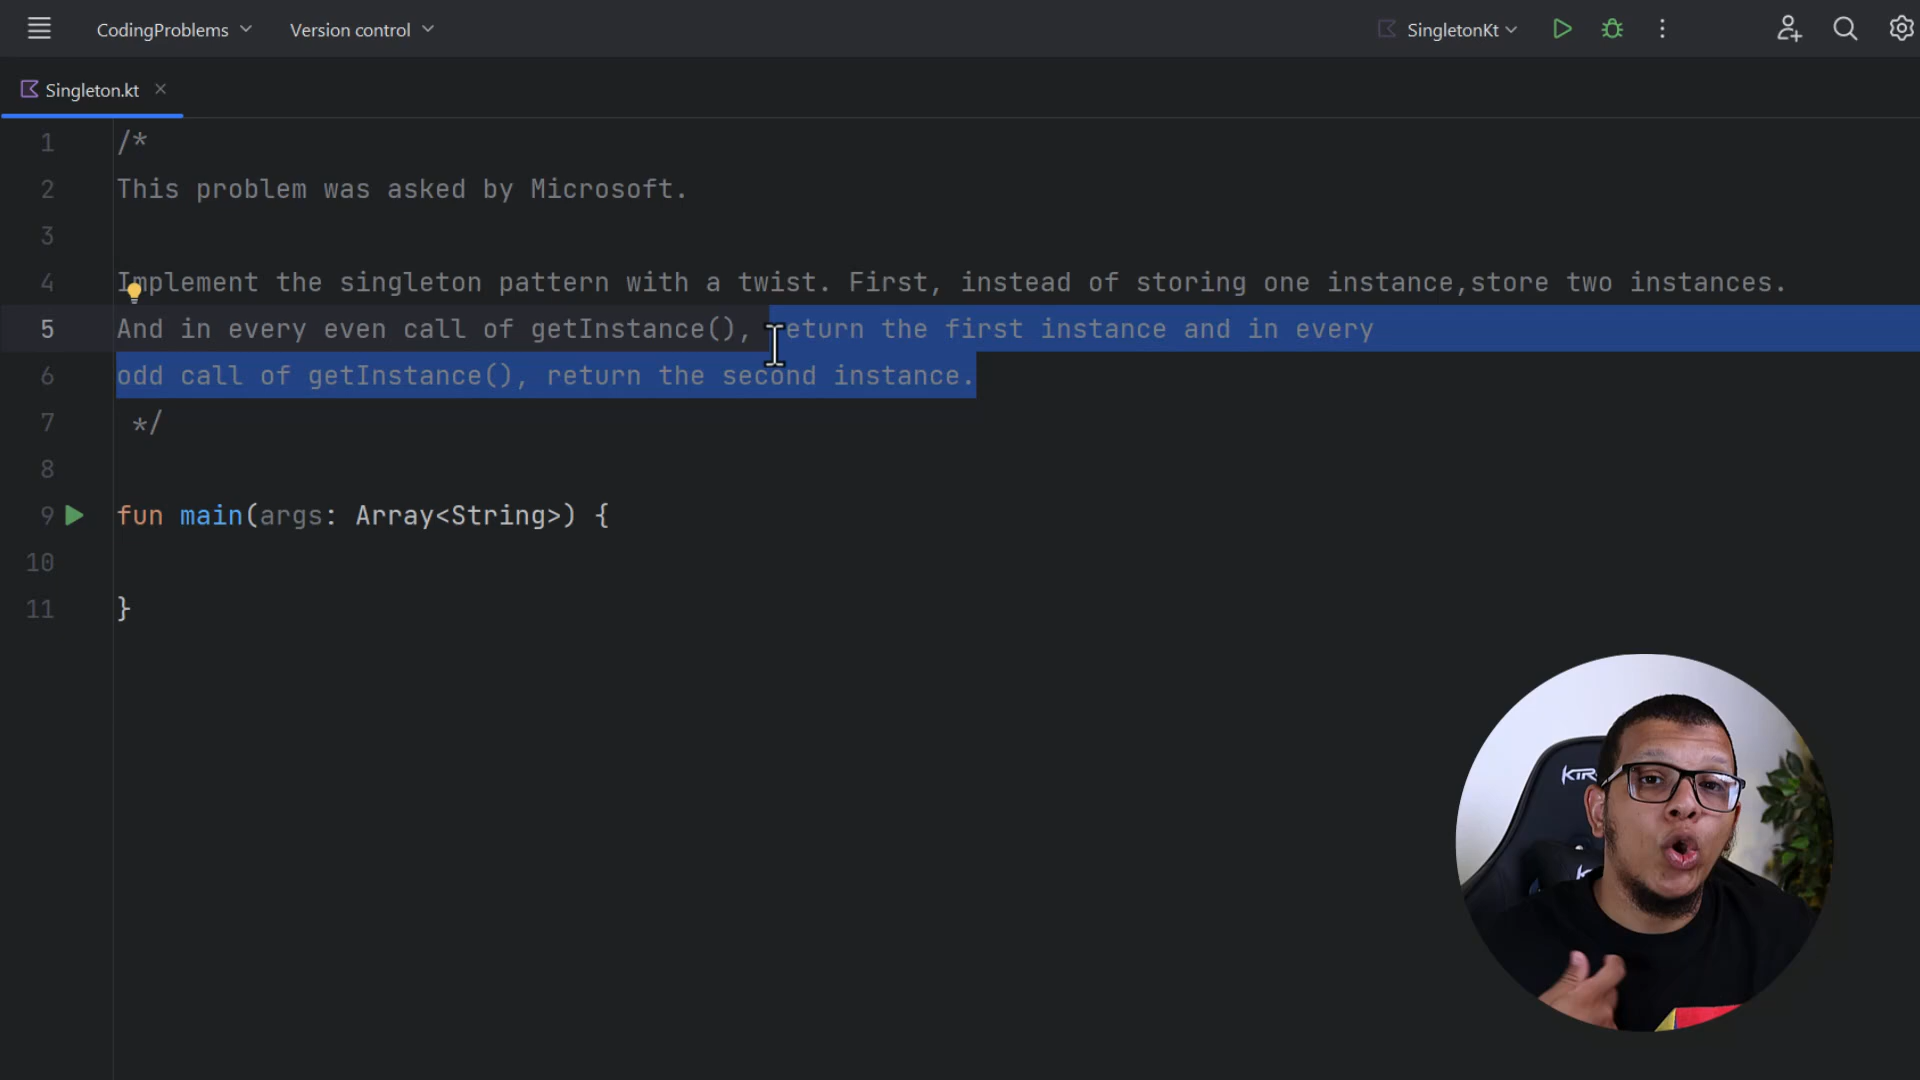 CodingProblems
Version control
SingletonKt
Singleton.kt
1 /*
2 This problem was asked by Microsoft.
3
4 Implement the singleton pattern with a twist. First, instead of storing one instance,store two instances.
5 And in every even call of getInstance(), return the first instance and in every
6 odd call of getInstance(), return the second instance.
7 */
8
9 fun main(args: Array<String>) {
10
11 }